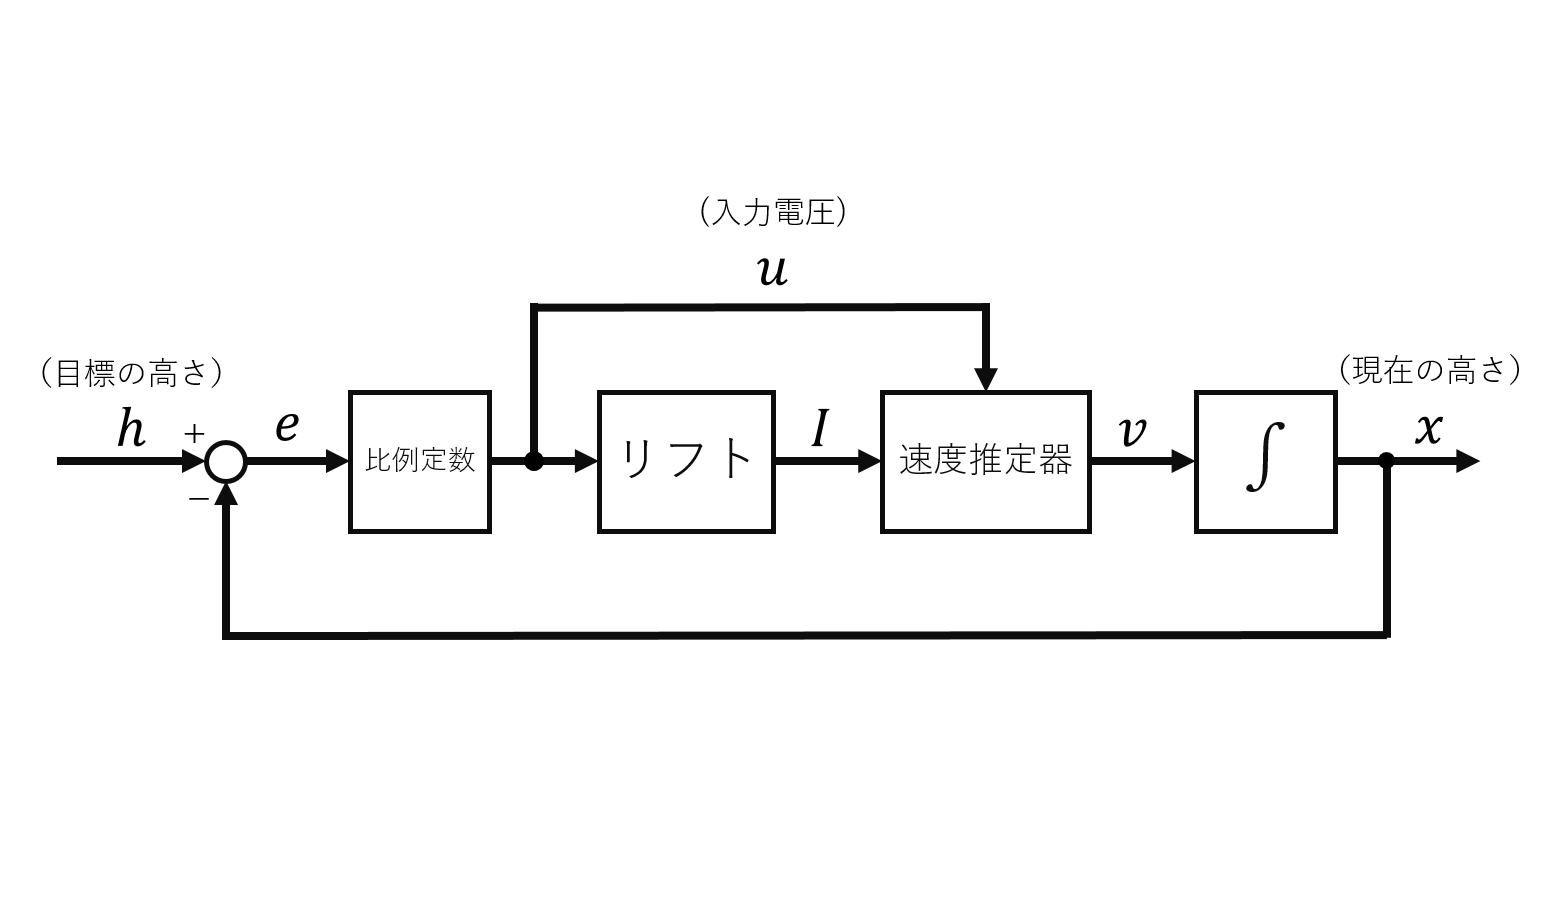 （入力電圧）
u
（目標の高さ）
h
+
−
e
比例定数
リフト
I
速度推定器
v
∫
（現在の高さ）
x